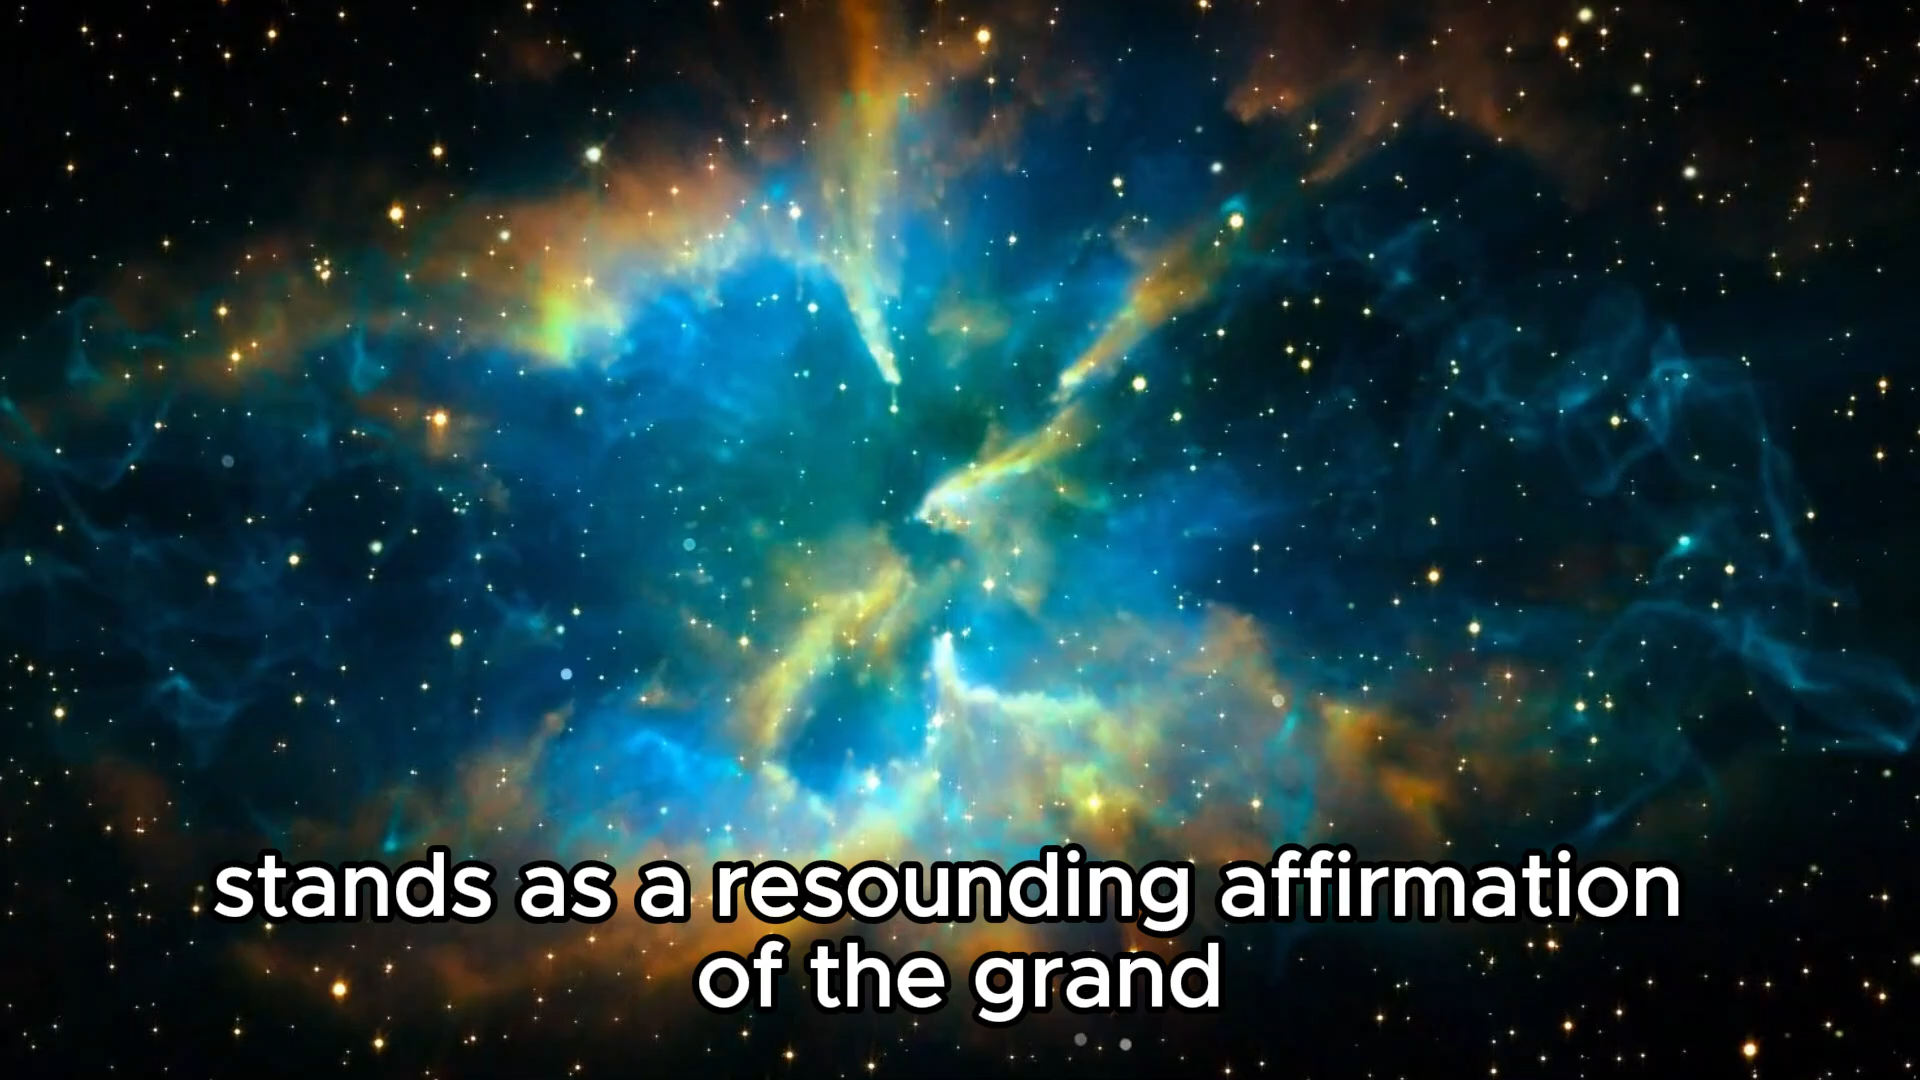 stands as a resounding affirmation
of the grand